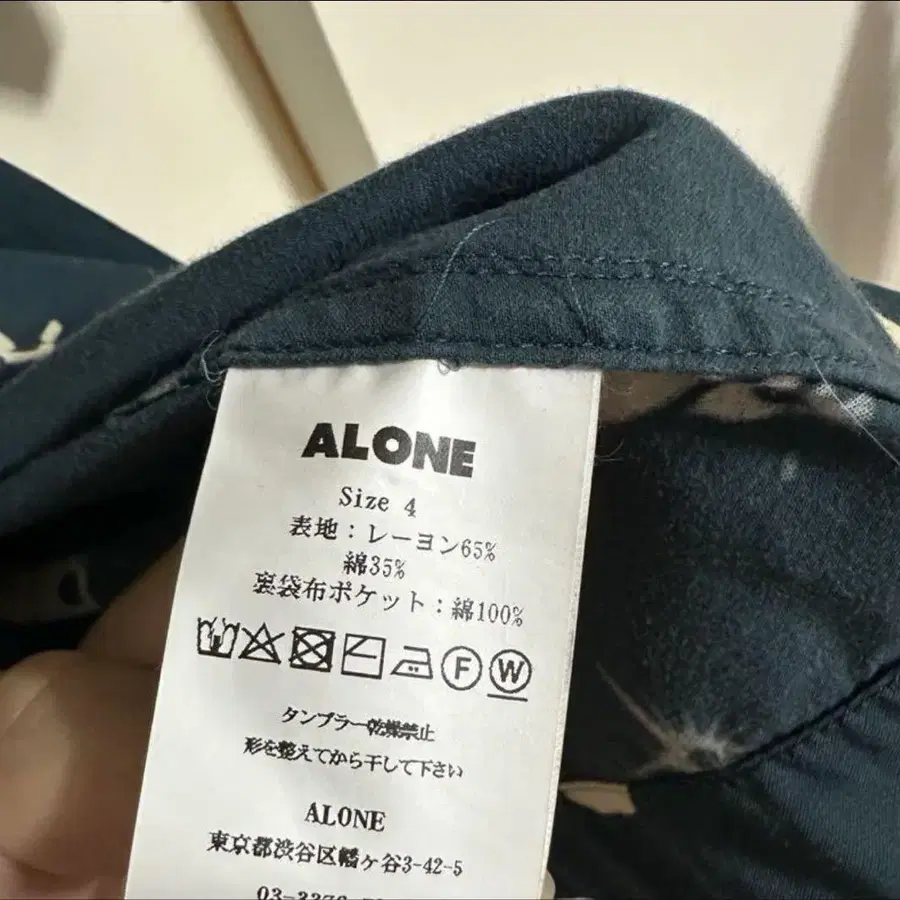 ALONE
Size 4
表地：レーヨン65%
綿35%
裏袋布ポケット：綿100%
F W
タンブラー乾燥禁止
形を整えてから干して下さい
ALONE
東京都渋谷区幡ヶ谷3-42-5
03-3376-